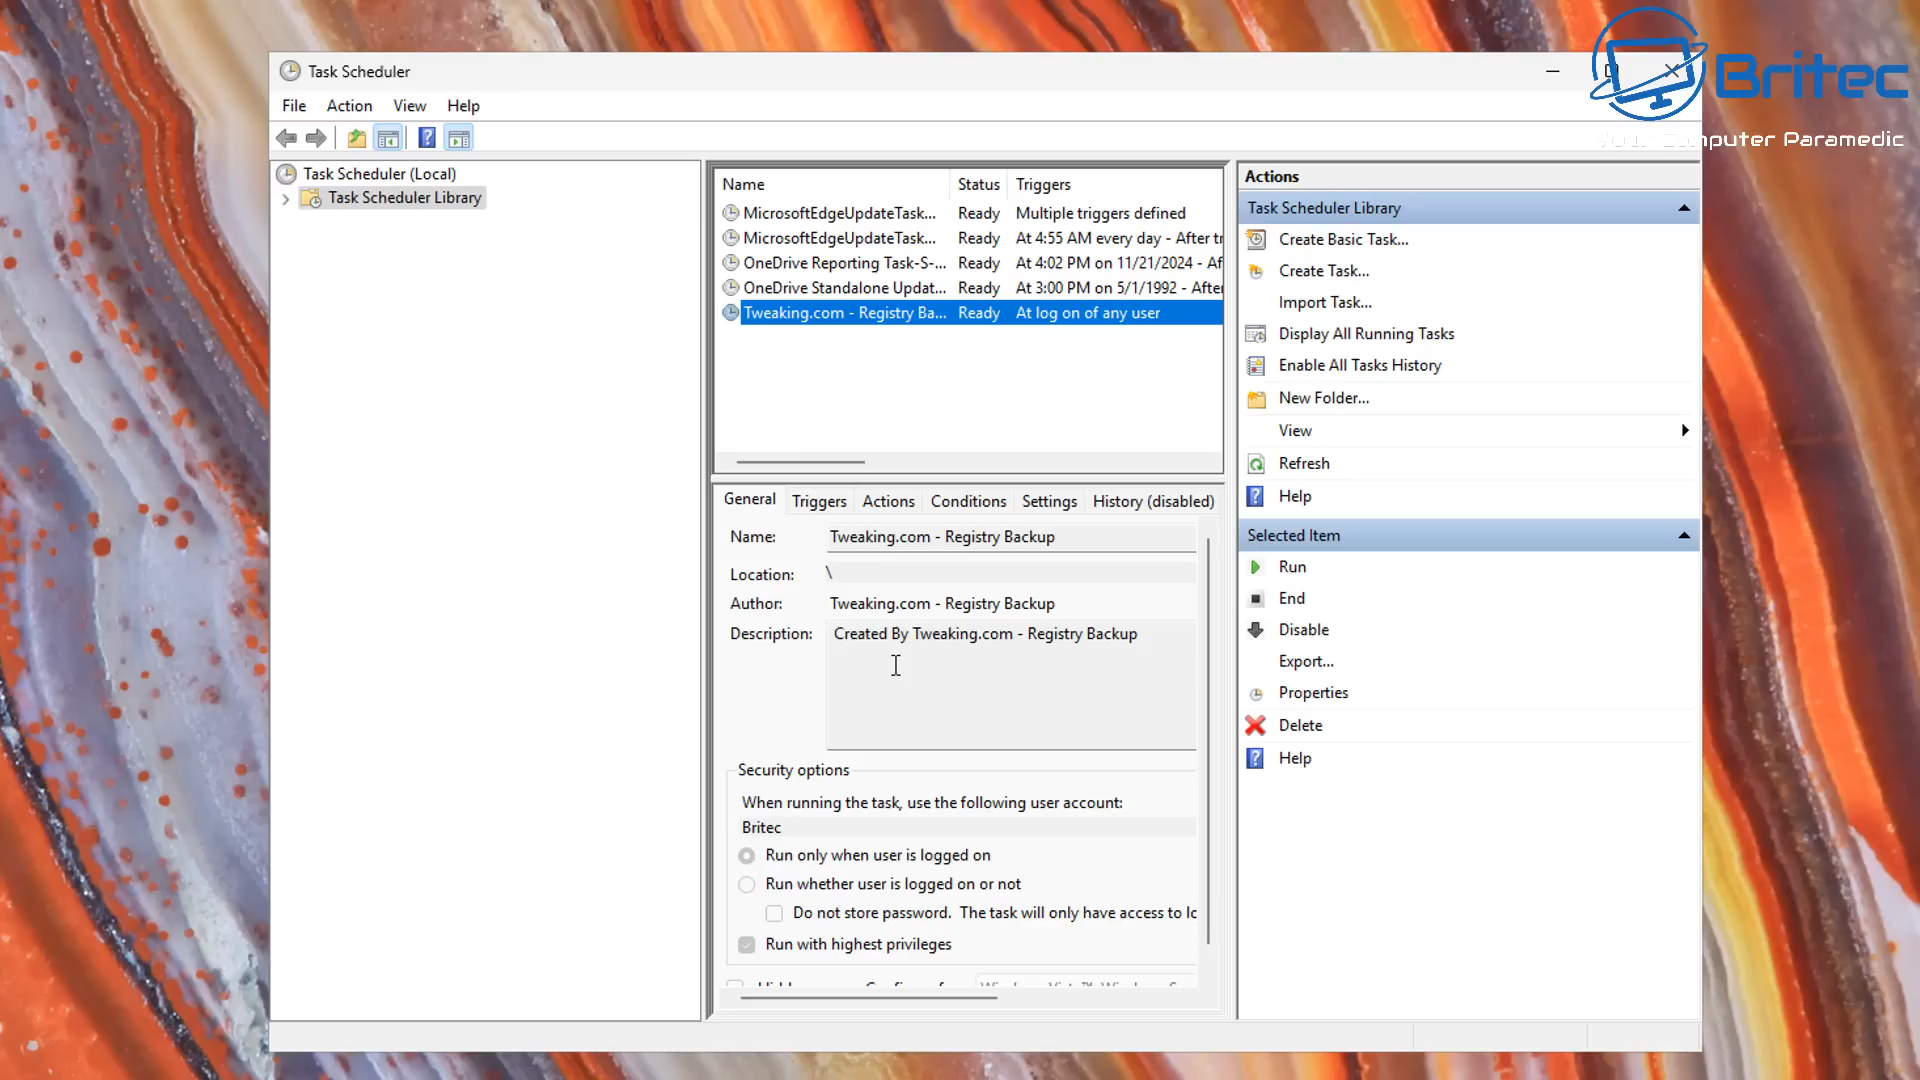 Task Scheduler
File Action View Help
Task Scheduler (Local)
Task Scheduler Library
Name Status Triggers
MicrosoftEdgeUpdateTask... Ready Multiple triggers defined
MicrosoftEdgeUpdateTask... Ready At 4:55 AM every day - After tr
OneDrive Reporting Task-S-... Ready At 4:02 PM on 11/21/2024 - Af
OneDrive Standalone Updat... Ready At 3:00 PM on 5/1/1992 - After
Tweaking.com - Registry Ba... Ready At log on of any user
General Triggers Actions Conditions Settings History (disabled)
Name: Tweaking.com - Registry Backup
Location: \
Author: Tweaking.com - Registry Backup
Description: Created By Tweaking.com - Registry Backup
Security options
When running the task, use the following user account:
Britec
Run only when user is logged on
Run whether user is logged on or not
Do not store password. The task will only have access to lc
Run with highest privileges
Actions
Task Scheduler Library
Create Basic Task...
Create Task...
Import Task...
Display All Running Tasks
Enable All Tasks History
New Folder...
View
Refresh
Help
Selected Item
Run
End
Disable
Export...
Properties
Delete
Help
Britec
Computer Paramedic